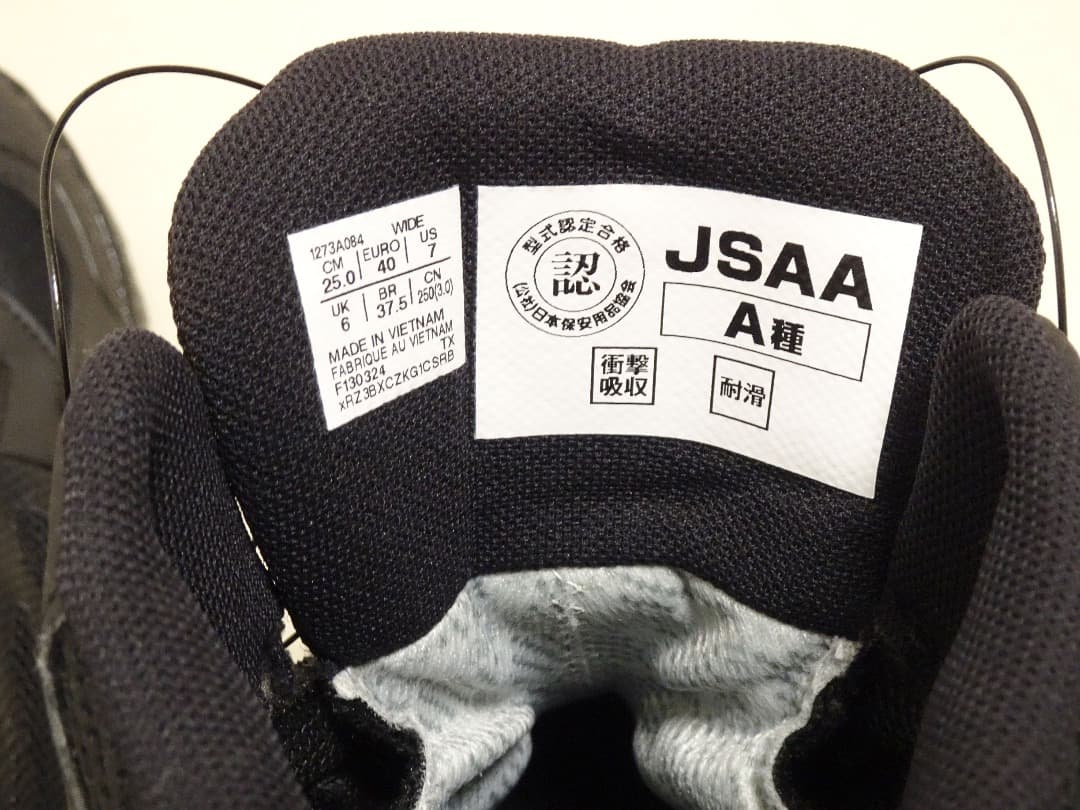 1273A084 WIDE
CM EURO US
25.0 40 7
UK BR CN
6 37.5 250(3.0)
MADE IN VIETNAM
FABRIQUE AU VIETNAM
F130324 TX
xRZ3BXCZKG1CSRB
型式認定合格
認
(公社)日本保安用品協会
JSAA
A種
衝撃
吸収
耐滑